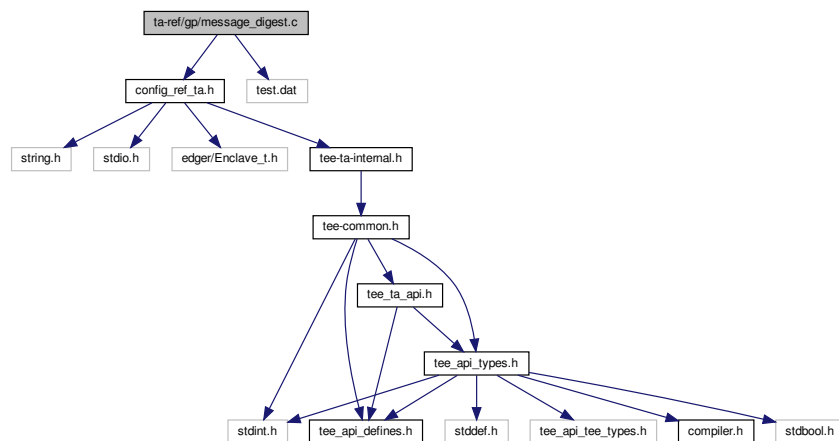 ta-ref/gp/message_digest.c
config_ref_ta.h
test.dat
string.h
stdio.h
edger/Enclave_t.h
tee-ta-internal.h
tee-common.h
tee_ta_api.h
tee_api_types.h
stdint.h
tee_api_defines.h
stddef.h
tee_api_tee_types.h
compiler.h
stdbool.h